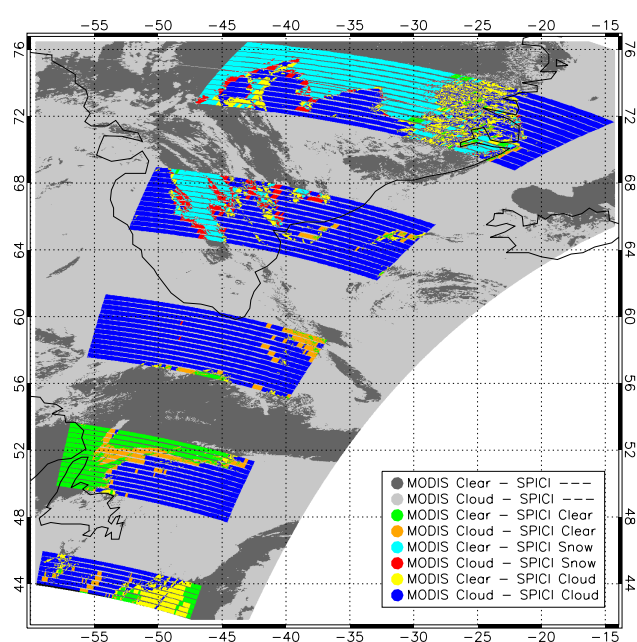 −55 −50 −45 −40 −35 −30 −25 −20 −15
76 76
72 72
68 68
64 64
60 60
56 56
52 52
48 48
44 44
MODIS Clear − SPICI −−−
MODIS Cloud − SPICI −−−
MODIS Clear − SPICI Clear
MODIS Cloud − SPICI Clear
MODIS Clear − SPICI Snow
MODIS Cloud − SPICI Snow
MODIS Clear − SPICI Cloud
MODIS Cloud − SPICI Cloud
−55 −50 −45 −40 −35 −30 −25 −20 −15